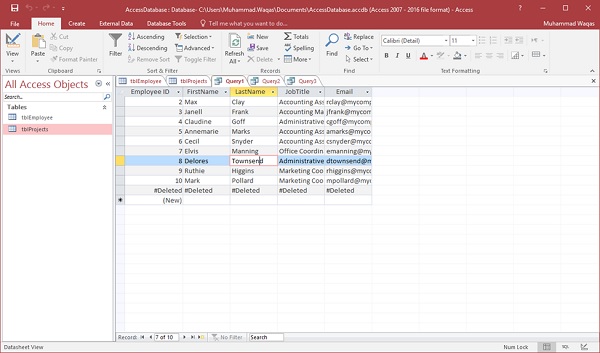 AccessDatabase : Database- C:\Users\Muhammad.Waqas\Documents\AccessDatabase.accdb (Access 2007 - 2016 file format) - Access
Muhammad Waqas
File Home Create External Data Database Tools Tell me what you want to do...
View
Paste
Cut
Copy
Format Painter
Filter
Ascending
Descending
Remove Sort
Selection
Advanced
Toggle Filter
Refresh All
New
Save
Delete
Totals
Spelling
More
Find
Replace
Go To
Select
Calibri (Detail) 11
B I U
Views Clipboard Sort & Filter Records Find Text Formatting
All Access Objects
Search...
Tables
tblEmployee
tblProjects
tblEmployee tblProjects Query1 Query2 Query3
Employee ID FirstName LastName JobTitle Email
2 Max Clay Accounting Ass rclay@mycomp
3 Janell Frank Accounting Ma jfrank@mycom
4 Claudine Goff Administrative cgoff@mycomp
5 Annemarie Marks Accounting Ass amarks@myco
6 Cecil Snyder Accounting Ass csnyder@myco
7 Elvis Manning Office Coordin emanning@my
8 Delores Townsend Administrative dtownsend@m
9 Ruthie Higgins Marketing Coo rhiggins@myco
10 Mark Pollard Marketing Coo mpollard@myc
#Deleted #Deleted #Deleted #Deleted #Deleted
(New)
Record: 7 of 10 No Filter Search
Datasheet View Num Lock